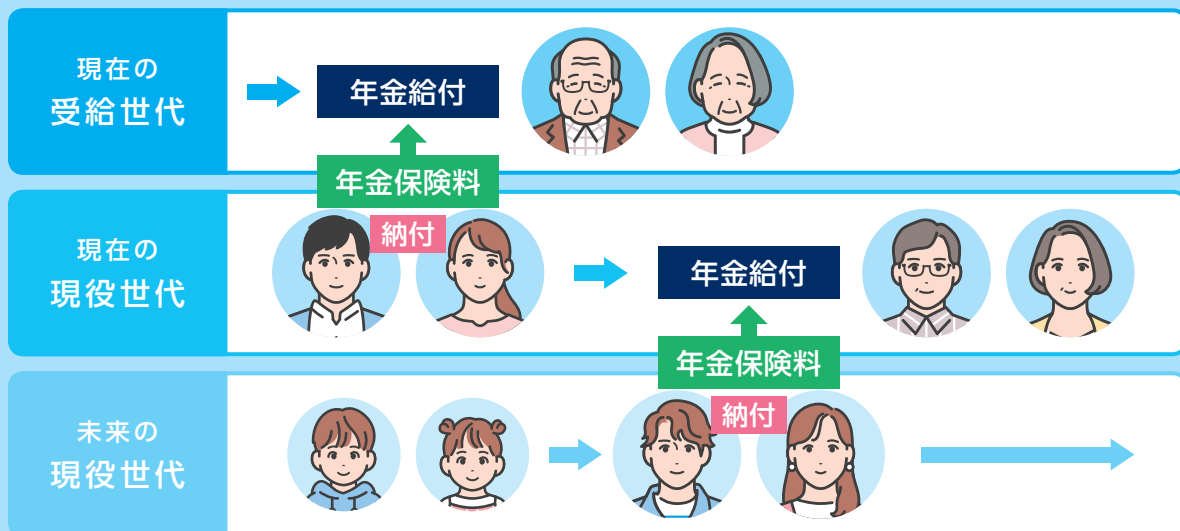 現在の
受給世代
年金給付
年金保険料
納付
現在の
現役世代
年金給付
年金保険料
納付
未来の
現役世代